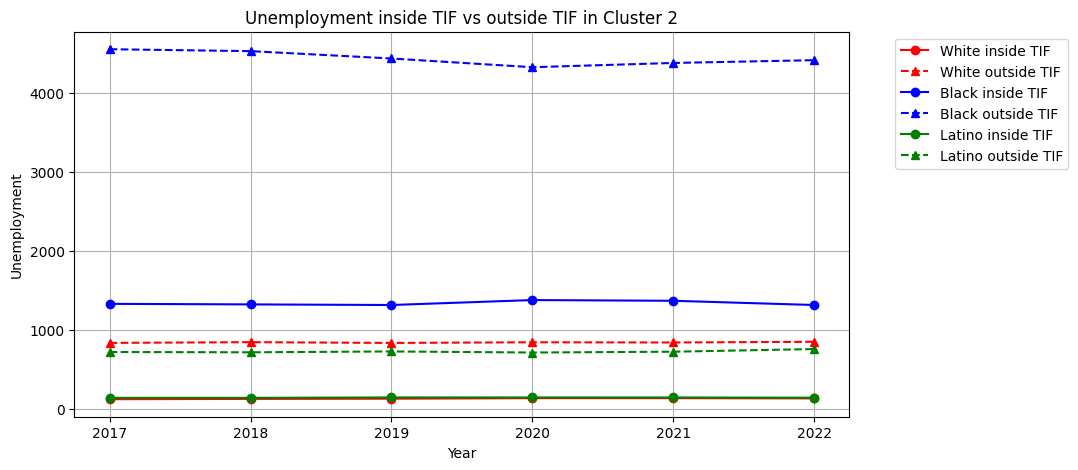 Unemployment inside TIF vs outside TIF in Cluster 2
White inside TIF
White outside TIF
Black inside TIF
Black outside TIF
Latino inside TIF
Latino outside TIF
Unemployment
4000
3000
2000
1000
0
2017 2018 2019 2020 2021 2022
Year